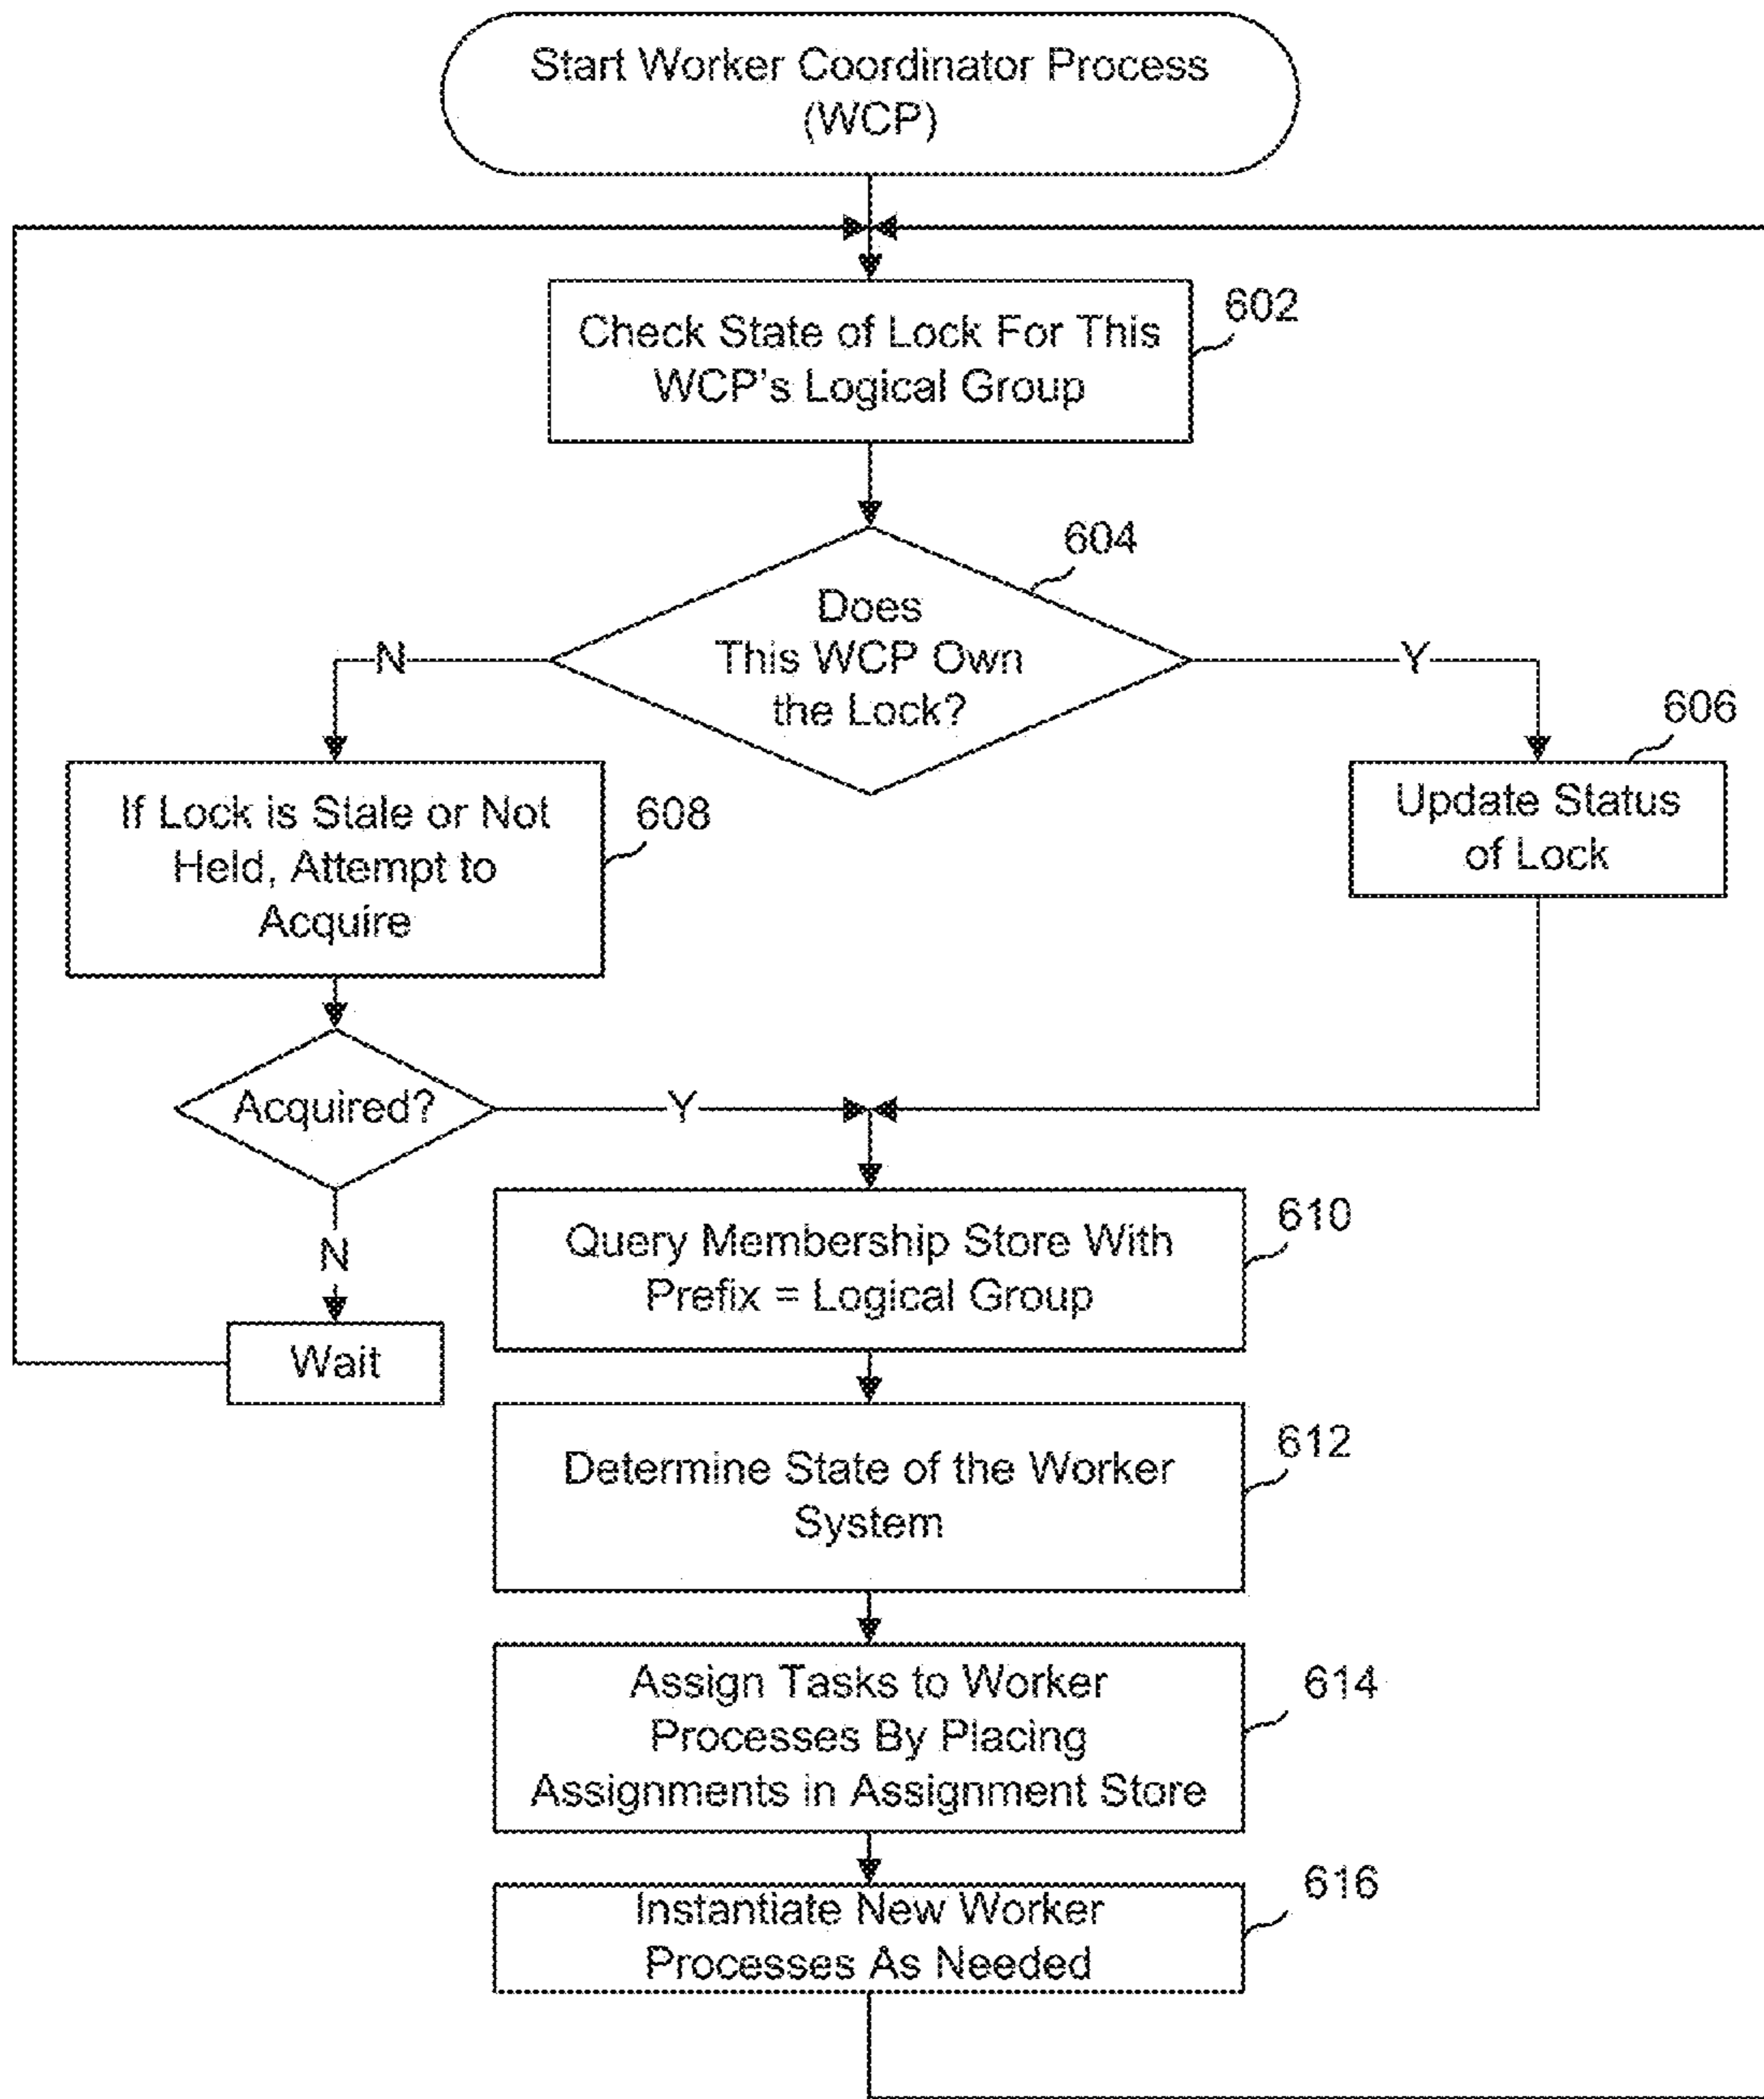 Start Worker Coordinator Process
(WCP)
Check State of Lock For This
WCP's Logical Group
602
Does
This WCP Own
the Lock?
604
N
Y
If Lock is Stale or Not
Held, Attempt to
Acquire
608
Update Status
of Lock
606
Acquired?
Y
N
Wait
Query Membership Store With
Prefix = Logical Group
610
Determine State of the Worker
System
612
Assign Tasks to Worker
Processes By Placing
Assignments in Assignment Store
614
Instantiate New Worker
Processes As Needed
616